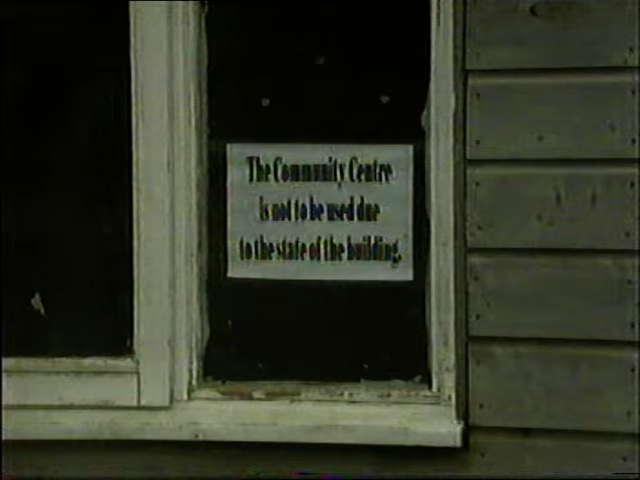 The Community Centre
is not to be used due
to the state of the building.